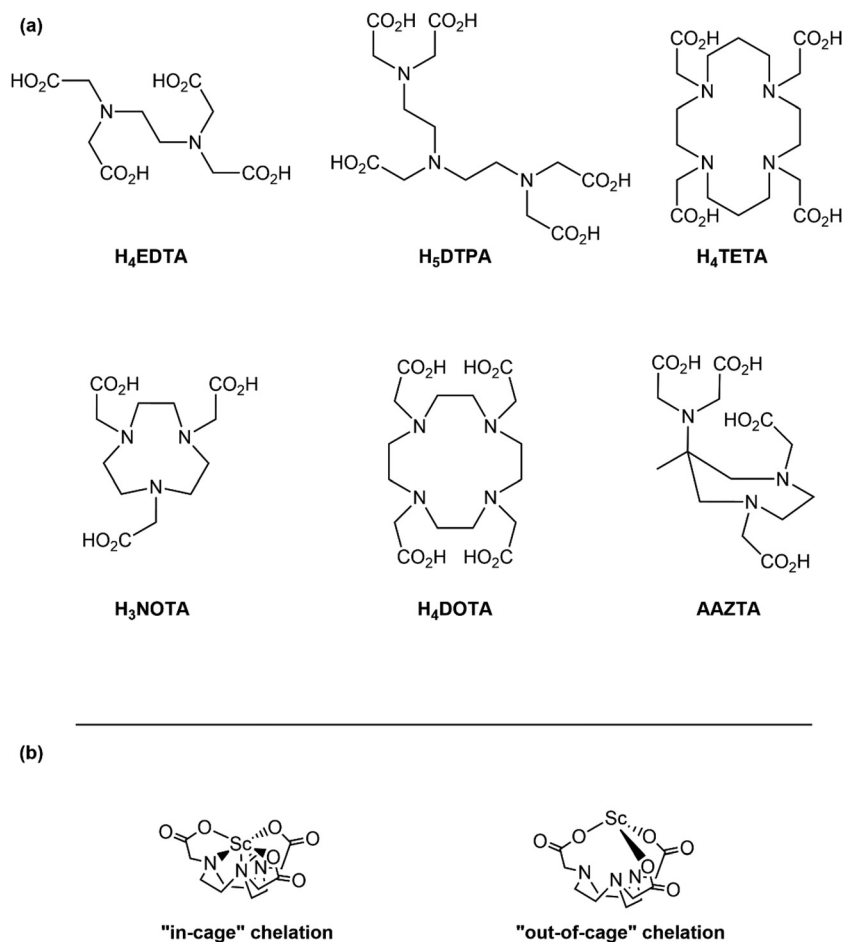 (a)
HO₂C CO₂H
N
N
CO₂H CO₂H
H₄EDTA
CO₂H
CO₂H
N
HO₂C
N
N
CO₂H
CO₂H
H₅DTPA
CO₂H CO₂H
N N
N N
CO₂H CO₂H
H₄TETA
CO₂H CO₂H
N N
N
HO₂C
H₃NOTA
CO₂H HO₂C
N N
N N
CO₂H HO₂C
H₄DOTA
CO₂H CO₂H
N
HO₂C
N
N
CO₂H
AAZTA
(b)
O O Sc O O
N N N N O
O
"in-cage" chelation
Sc
O O O O
O
N N N N O
"out-of-cage" chelation